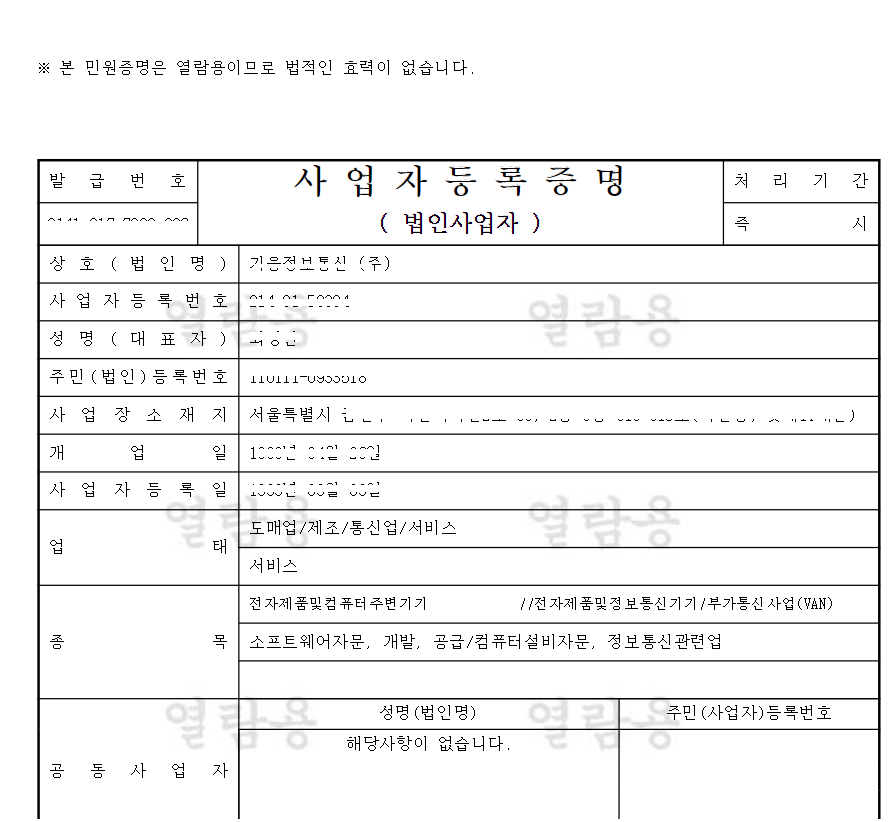 ※ 본 민원증명은 열람용이므로 법적인 효력이 없습니다.
발 급 번 호
사 업 자 등 록 증 명
처 리 기 간
( 법인사업자 )
즉 시
상 호 ( 법 인 명 )
정보통신 (주)
사 업 자 등 록 번 호
열람용 열람용
성 명 ( 대 표 자 )
주민(법인)등록번호
사 업 장 소 재 지 서울특별시
개 업 일
사 업 자 등 록 일
열람용 열람용
업 태
도매업/제조/통신업/서비스
서비스
종 목
전자제품및컴퓨터주변기기 //전자제품및정보통신기기/부가통신사업(VAN)
소프트웨어자문, 개발, 공급/컴퓨터설비자문, 정보통신관련업
열람용 열람용
성명(법인명) 주민(사업자)등록번호
해당사항이 없습니다.
공 동 사 업 자